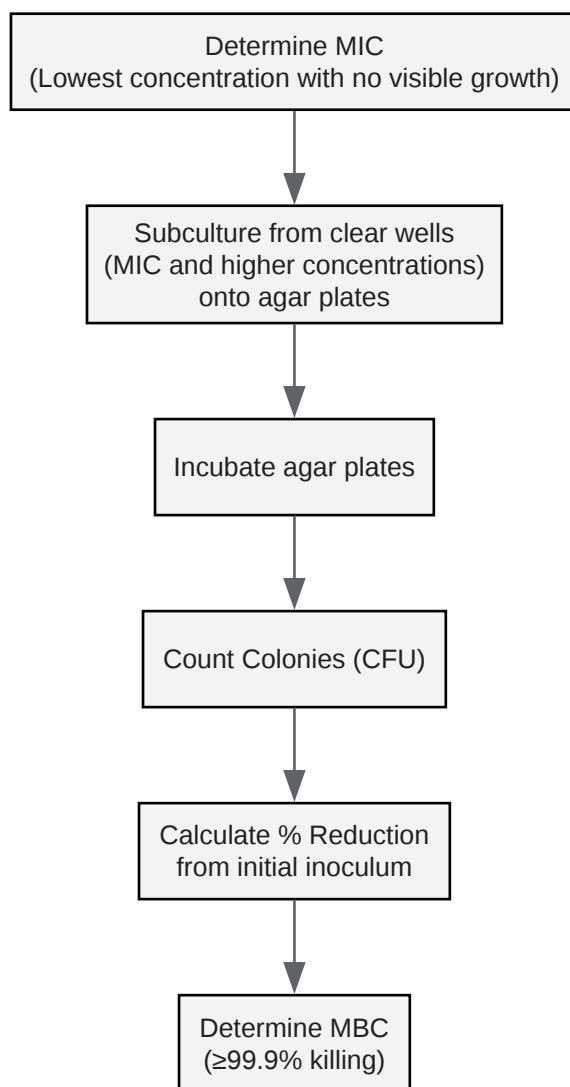 Determine MIC
(Lowest concentration with no visible growth)
Subculture from clear wells
(MIC and higher concentrations)
onto agar plates
Incubate agar plates
Count Colonies (CFU)
Calculate % Reduction
from initial inoculum
Determine MBC
(≥99.9% killing)